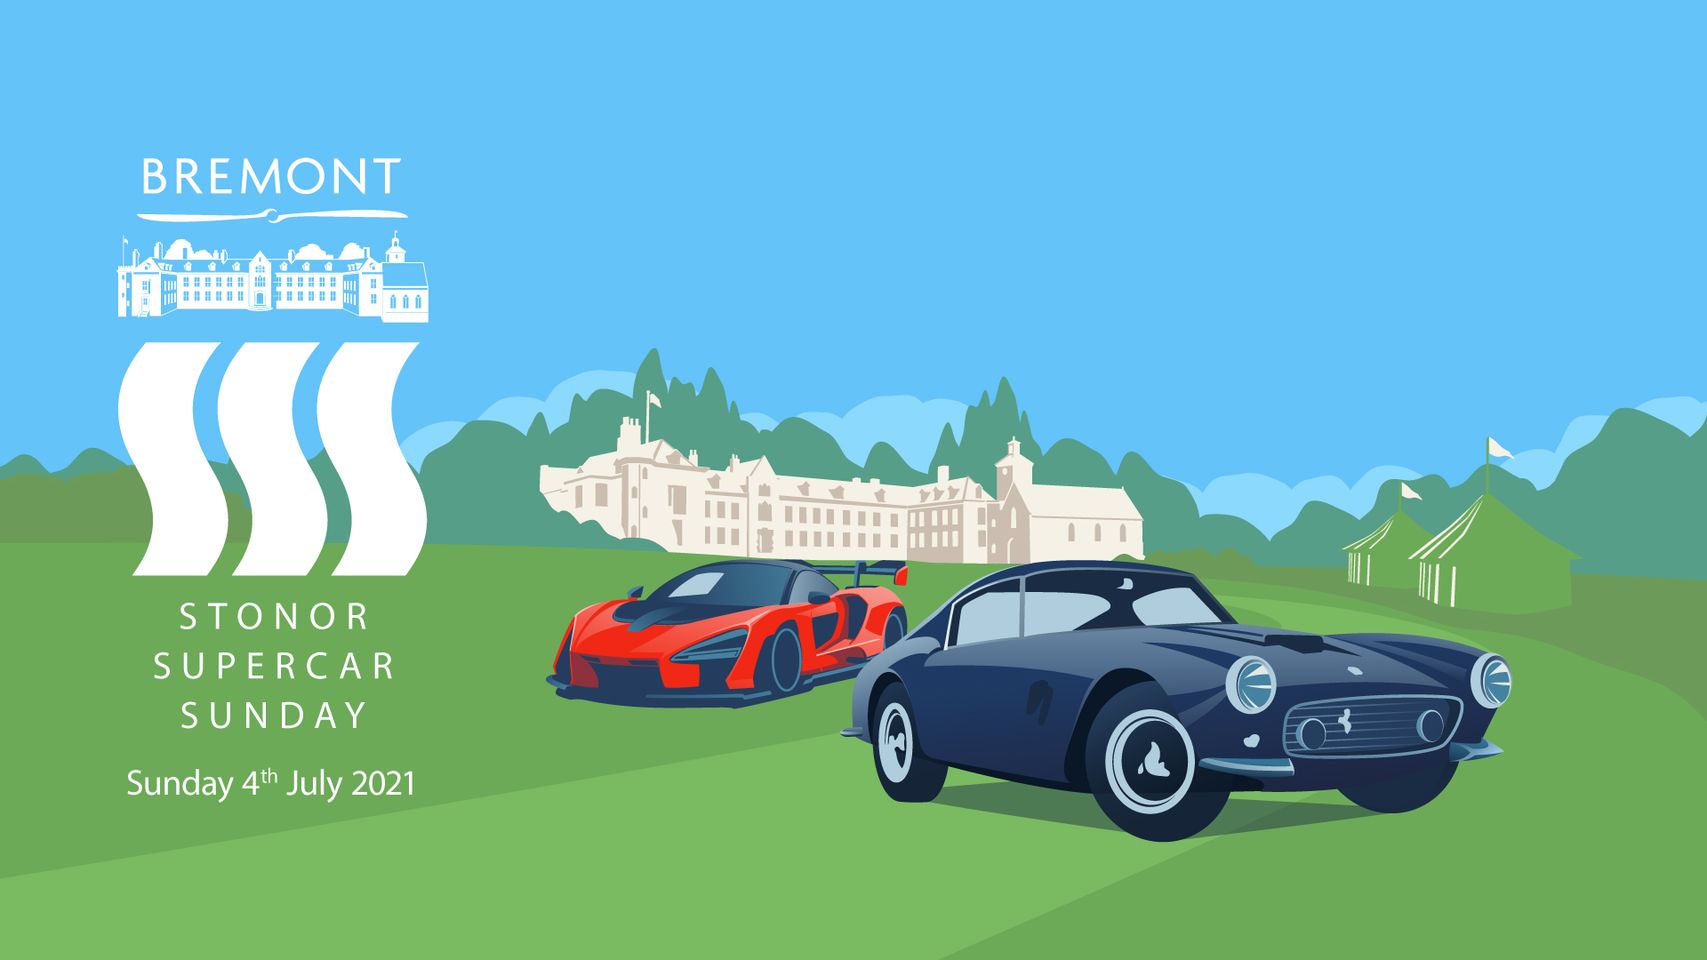 BREMONT
STONOR
SUPERCAR
SUNDAY
Sunday 4th July 2021